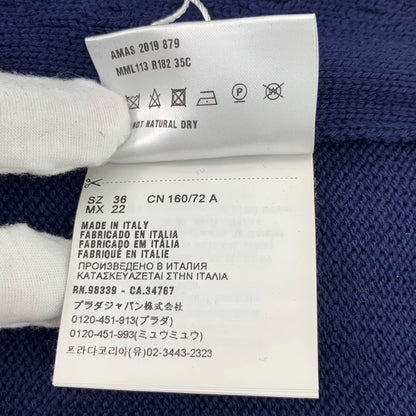 AMAS 2019 879
MML113 R182 35C
P W
NOT NATURAL DRY
SZ 36 CN 160/72 A
MX 22
MADE IN ITALY
FABRICADO EN ITALIA
FABRICADO EM ITÁLIA
FABRIQUÉ EN ITALIE
ПРОИЗВЕДЕНО В ИТАЛИЯ
ΚΑΤΑΣΚΕΥΑΖΕΤΑΙ ΣΤΗΝ ΙΤΑΛΙΑ
RN.98339 - CA.34767
プラダジャパン株式会社
0120-451-913(プラダ)
0120-451-993(ミュウミュウ)
프라다코리아(유) 02-3443-2323